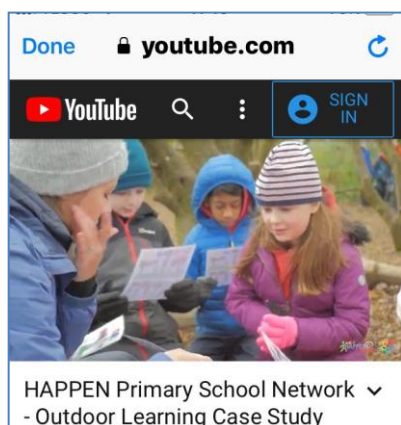 Done youtube.com
YouTube SIGN
IN
HAPPEN Primary School Network
- Outdoor Learning Case Study